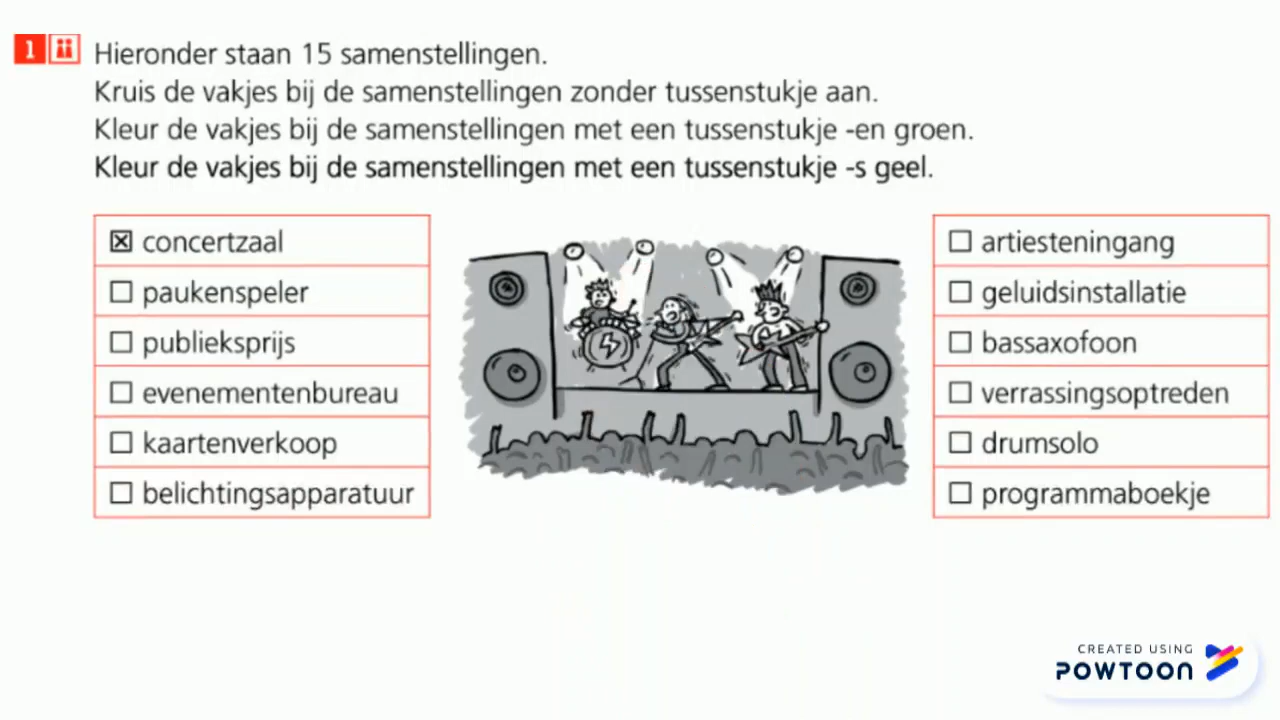 1
Hieronder staan 15 samenstellingen.
Kruis de vakjes bij de samenstellingen zonder tussenstukje aan.
Kleur de vakjes bij de samenstellingen met een tussenstukje -en groen.
Kleur de vakjes bij de samenstellingen met een tussenstukje -s geel.
concertzaal
paukenspeler
publieksprijs
evenementenbureau
kaartenverkoop
belichtingsapparatuur
artiesteningang
geluidsinstallatie
bassaxofoon
verrassingsoptreden
drumsolo
programmaboekje
CREATED USING
POWTOON